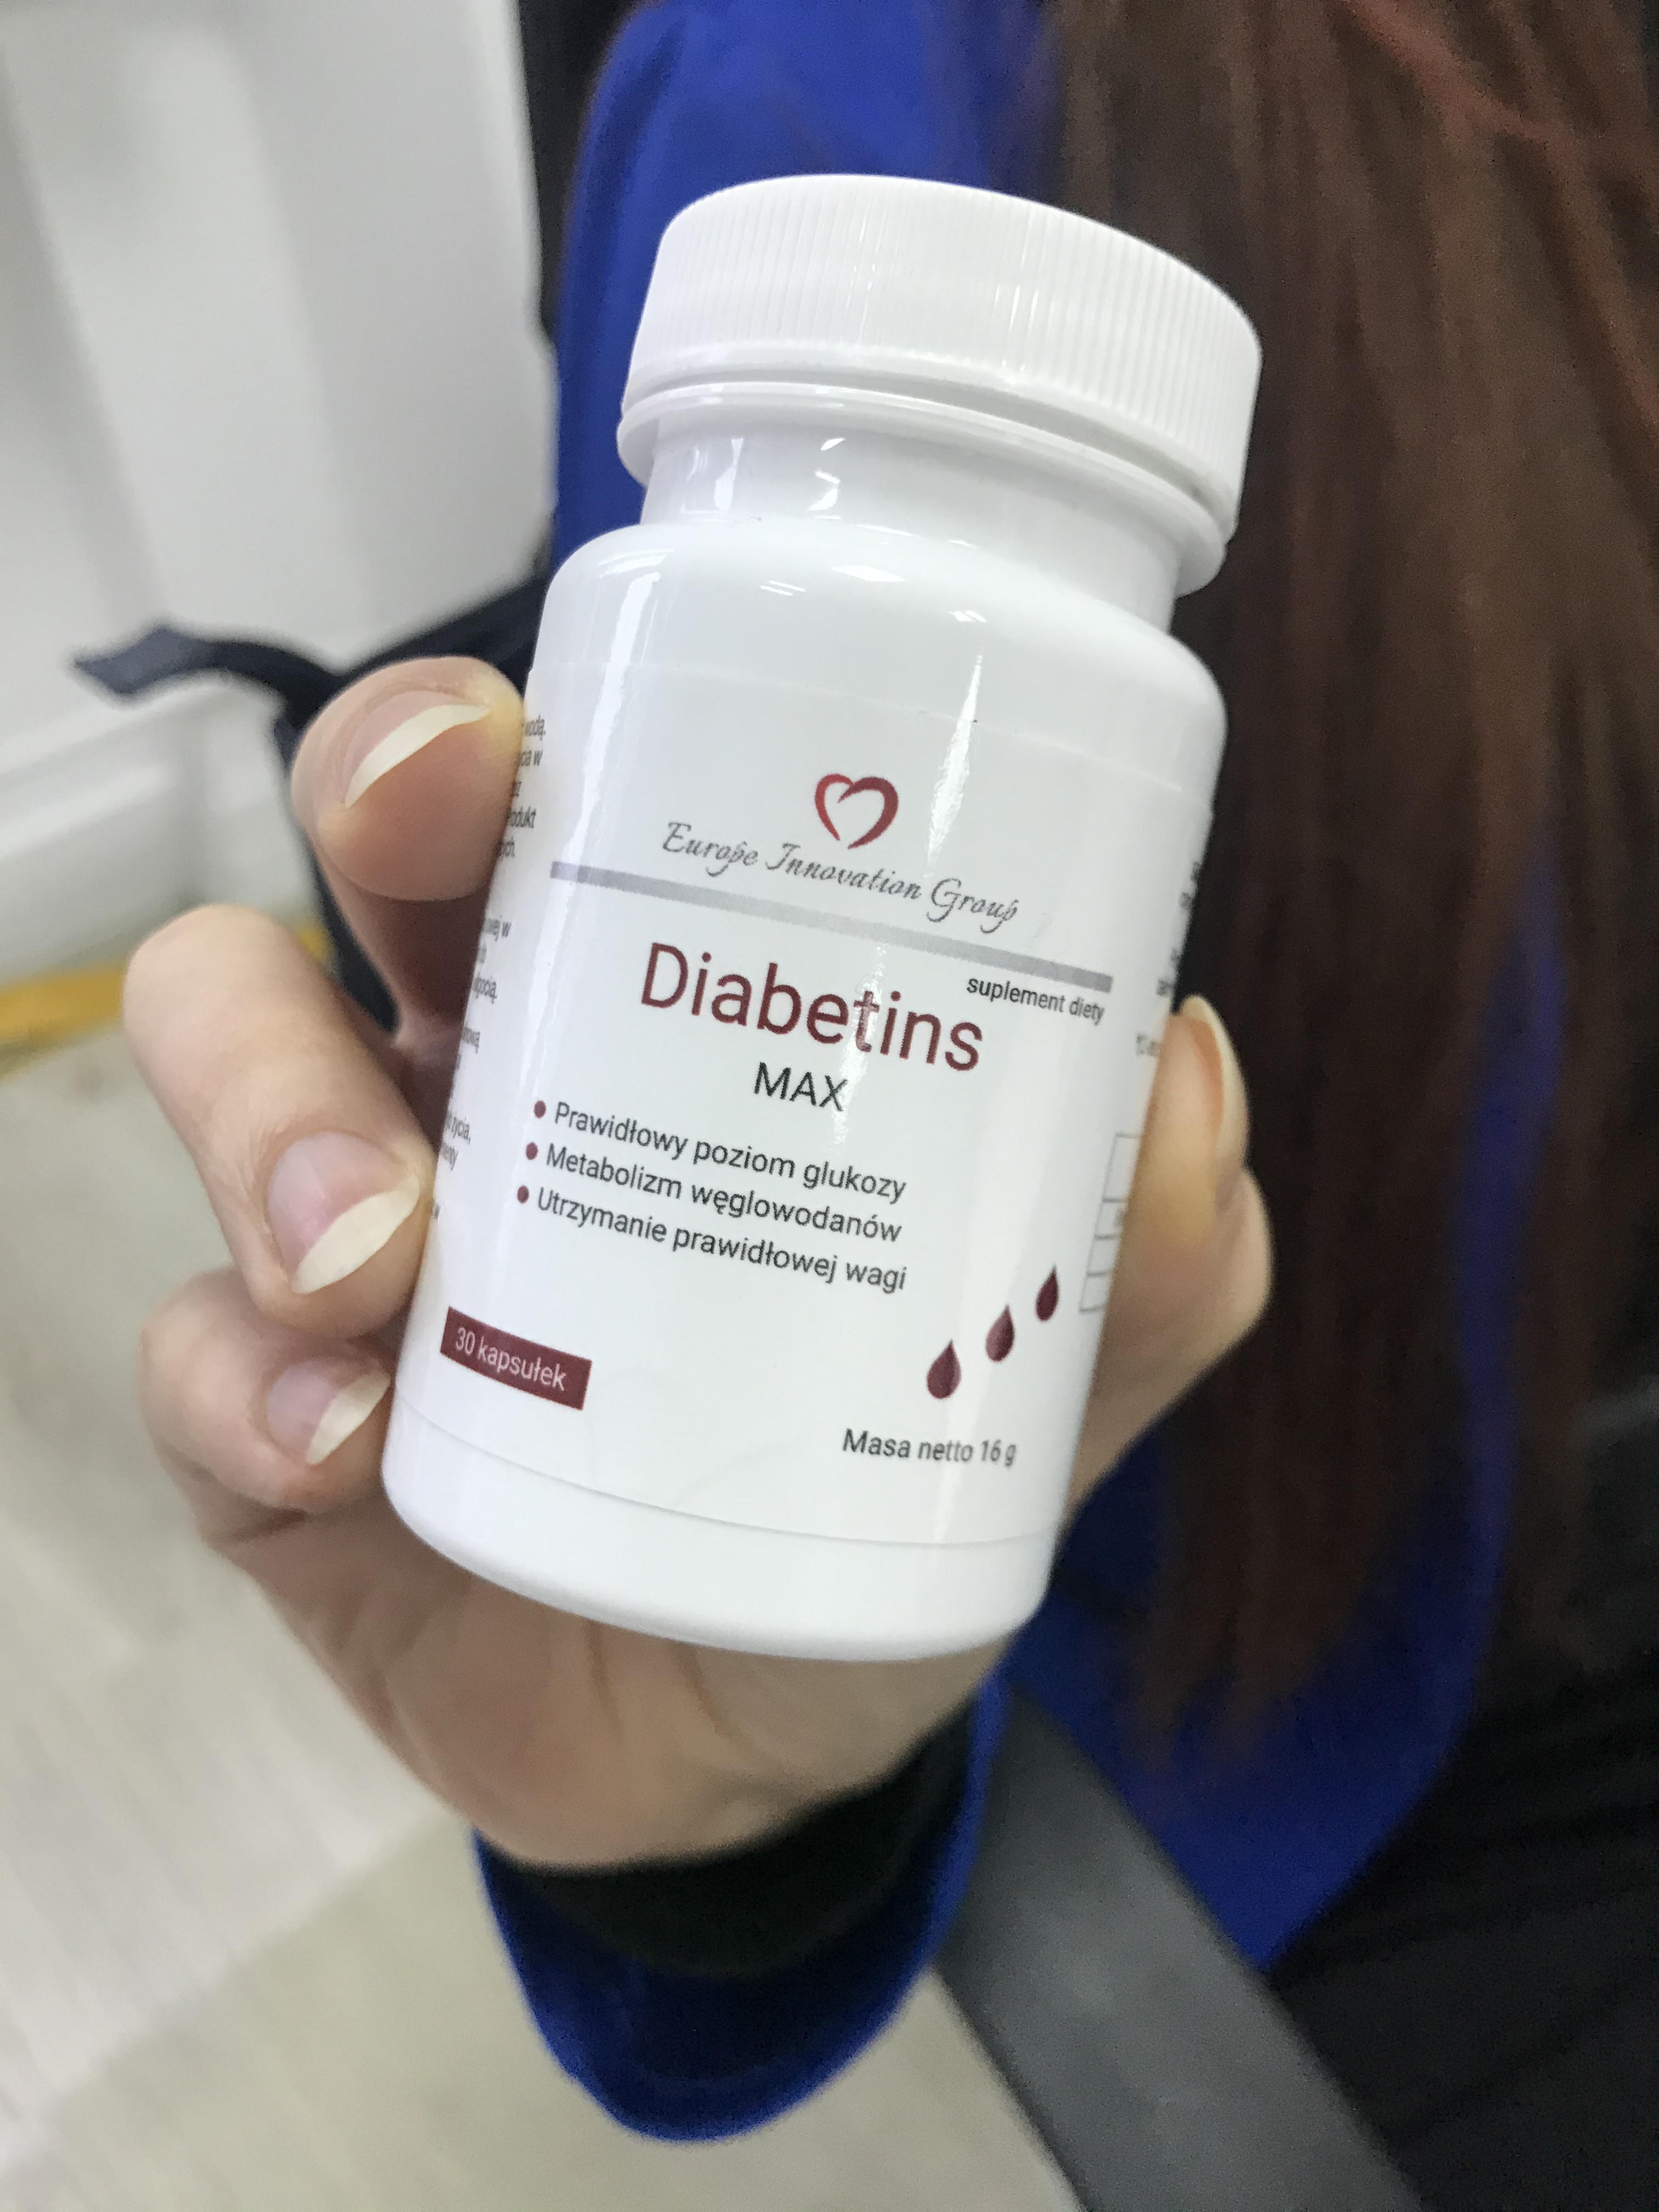 Europe Innovation Group
suplement diety
Diabetins
MAX
Prawidłowy poziom glukozy
Metabolizm węglowodanów
Utrzymanie prawidłowej wagi
30 kapsułek
Masa netto 16 g
wodą.